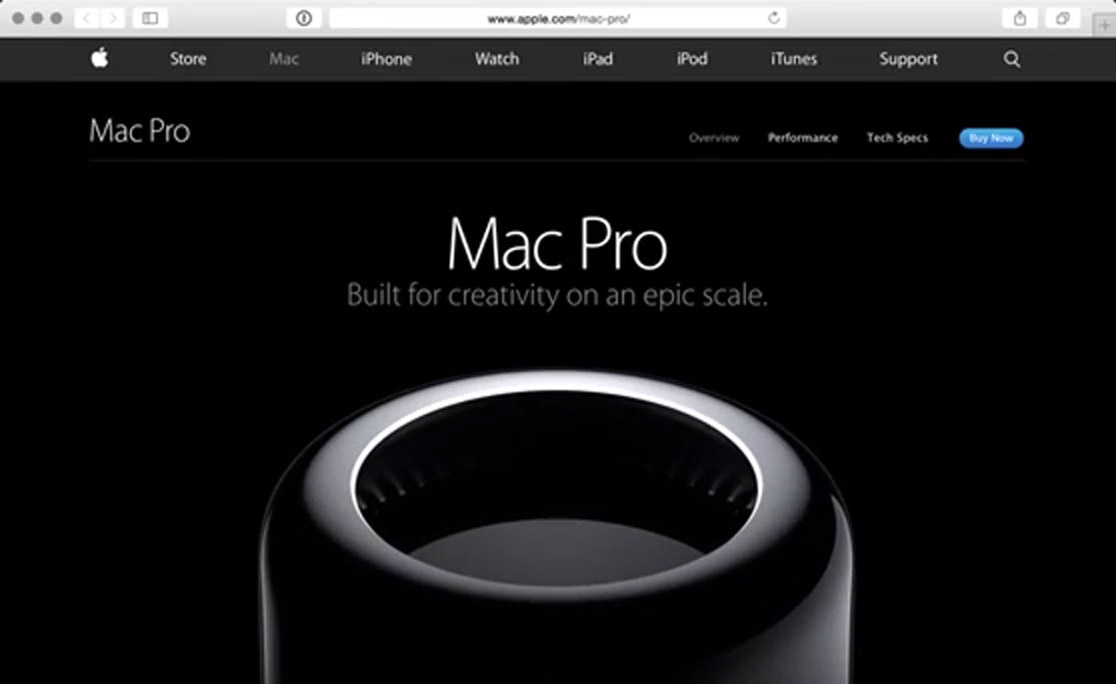 www.apple.com/mac-pro/
Store Mac iPhone Watch iPad iPod iTunes Support
Mac Pro
Overview Performance Tech Specs Buy Now
Mac Pro
Built for creativity on an epic scale.